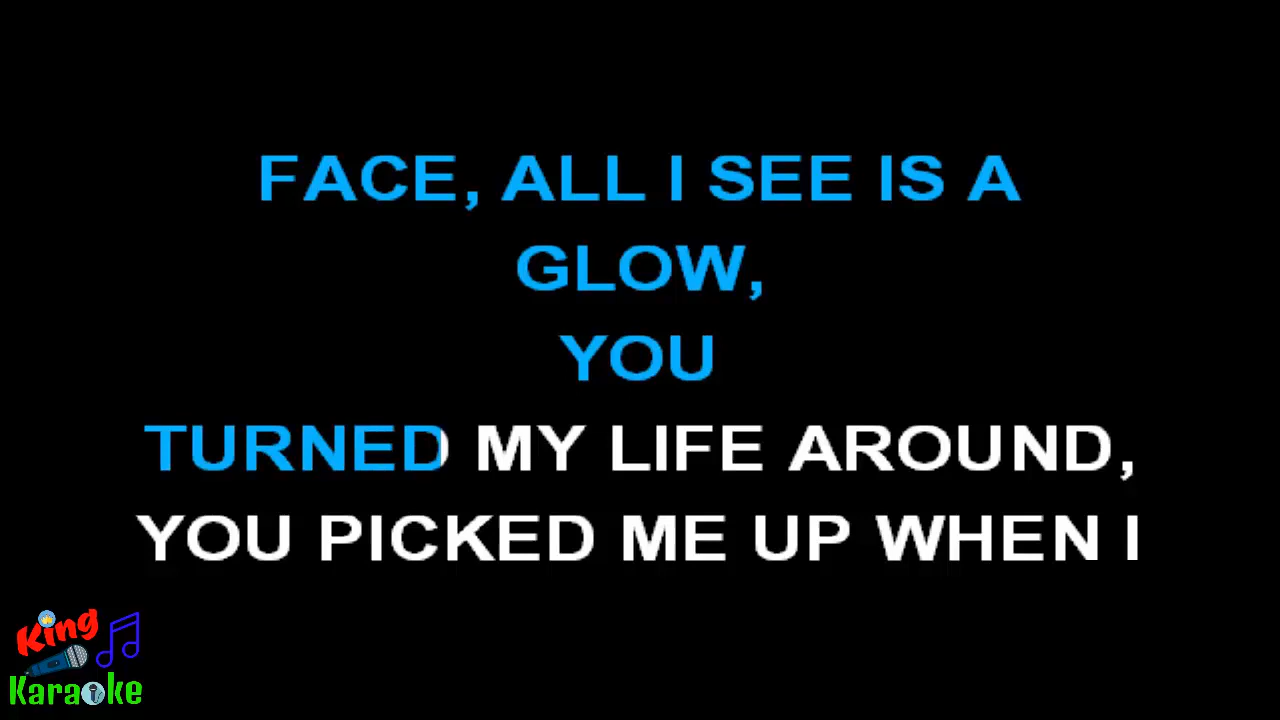 FACE, ALL I SEE IS A
GLOW,
YOU
TURNED MY LIFE AROUND,
YOU PICKED ME UP WHEN I
King
Karaoke